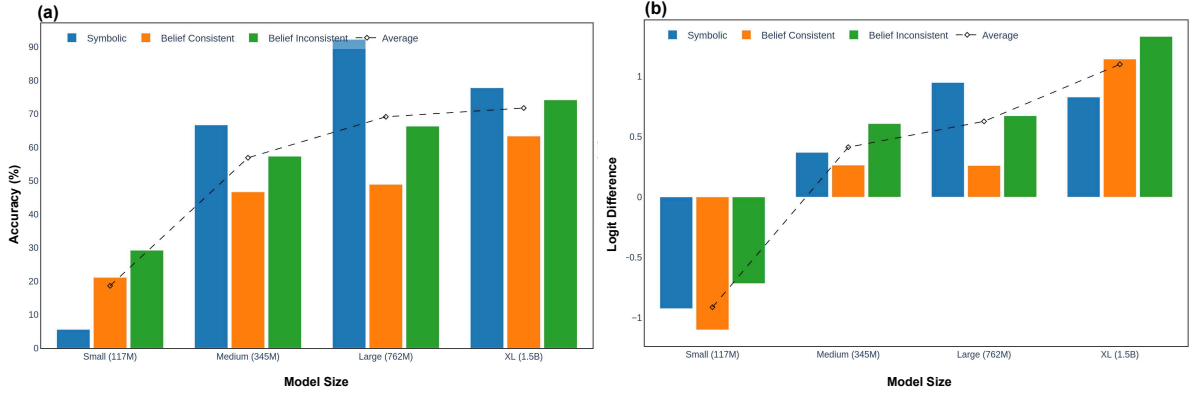 (a)
Symbolic Belief Consistent Belief Inconsistent Average
90
80
70
60
50
40
30
20
10
0
Accuracy (%)
Small (117M) Medium (345M) Large (762M) XL (1.5B)
Model Size
(b)
Symbolic Belief Consistent Belief Inconsistent Average
1
0.5
0
−0.5
−1
Logit Difference
Small (117M) Medium (345M) Large (762M) XL (1.5B)
Model Size